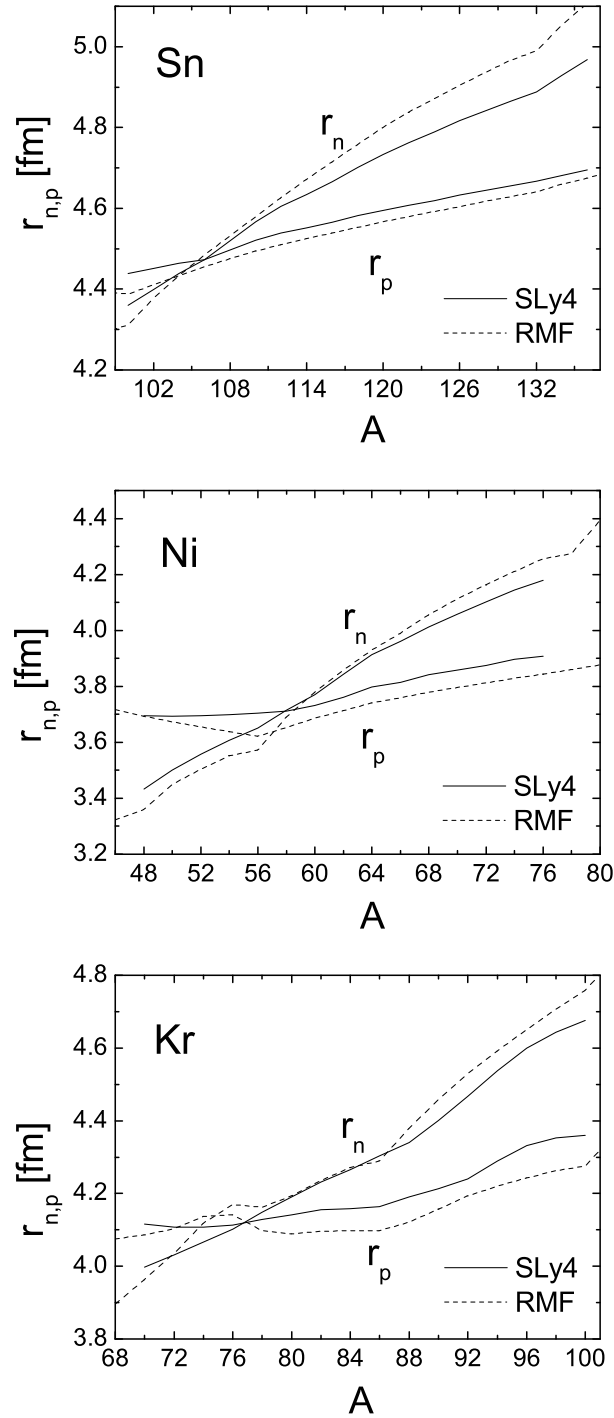 Sn
r_n,p [fm]
5.0
4.8
4.6
4.4
4.2
r_n
r_p
SLy4
RMF
102 108 114 120 126 132
A
Ni
r_n,p [fm]
4.4
4.2
4.0
3.8
3.6
3.4
3.2
r_n
r_p
SLy4
RMF
48 52 56 60 64 68 72 76 80
A
Kr
r_n,p [fm]
4.8
4.6
4.4
4.2
4.0
3.8
r_n
r_p
SLy4
RMF
68 72 76 80 84 88 92 96 100
A